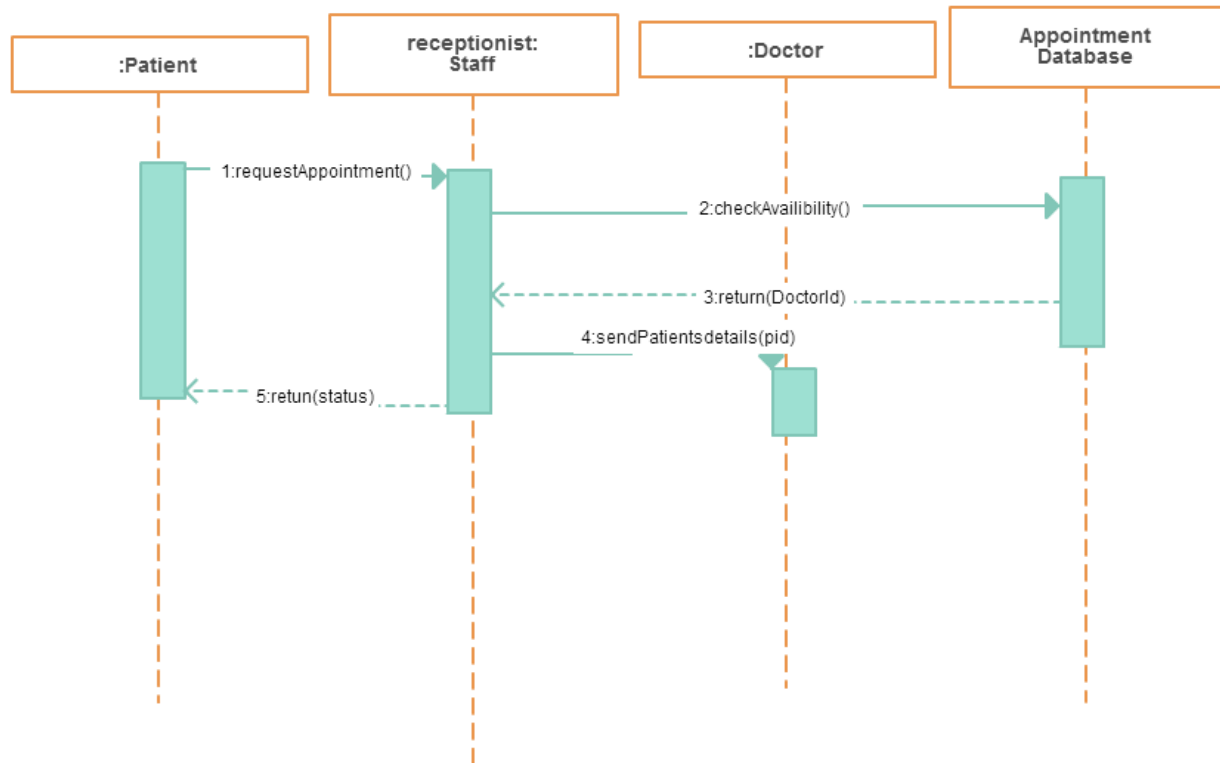 :Patient
receptionist:
Staff
:Doctor
Appointment
Database
1:requestAppointment()
2:checkAvailibility()
3:return(DoctorId)
4:sendPatientsdetails(pid)
5:retun(status)